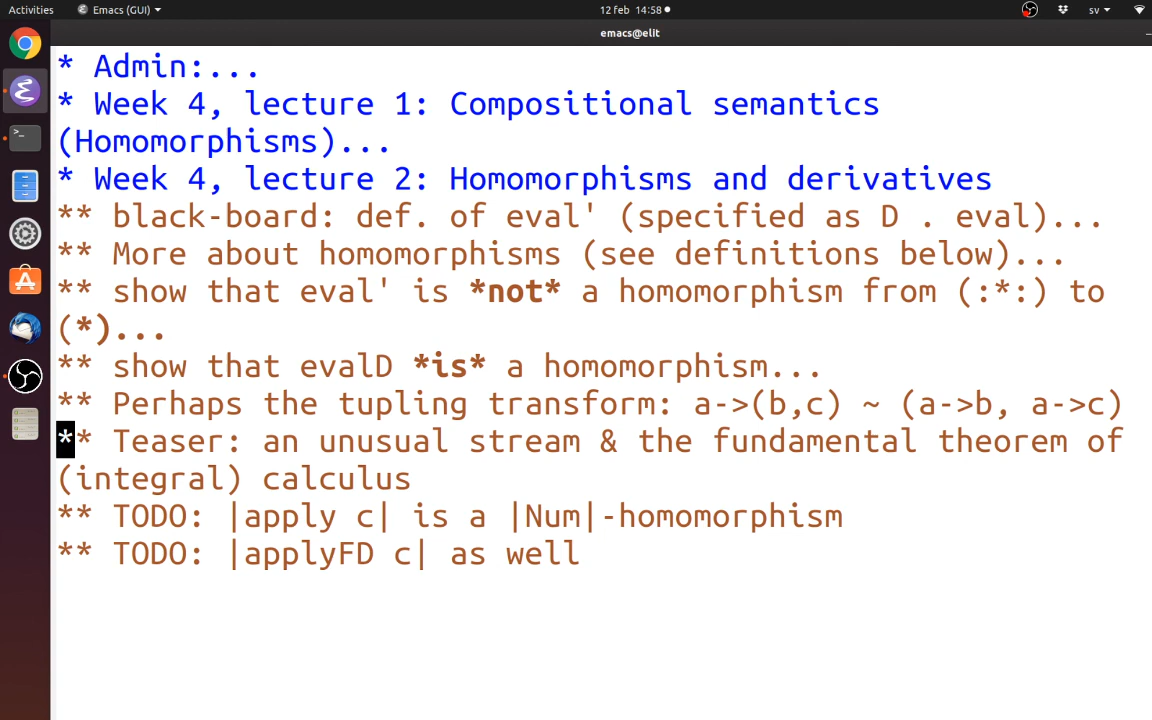 Activities Emacs (GUI) 12 feb 14:58 sv
emacs@elit
* Admin:...
* Week 4, lecture 1: Compositional semantics
(Homomorphisms)...
* Week 4, lecture 2: Homomorphisms and derivatives
** black-board: def. of eval' (specified as D . eval)...
** More about homomorphisms (see definitions below)...
** show that eval' is *not* a homomorphism from (:*:) to
(*)...
** show that evalD *is* a homomorphism...
** Perhaps the tupling transform: a->(b,c) ~ (a->b, a->c)
** Teaser: an unusual stream & the fundamental theorem of
(integral) calculus
** TODO: |apply c| is a |Num|-homomorphism
** TODO: |applyFD c| as well